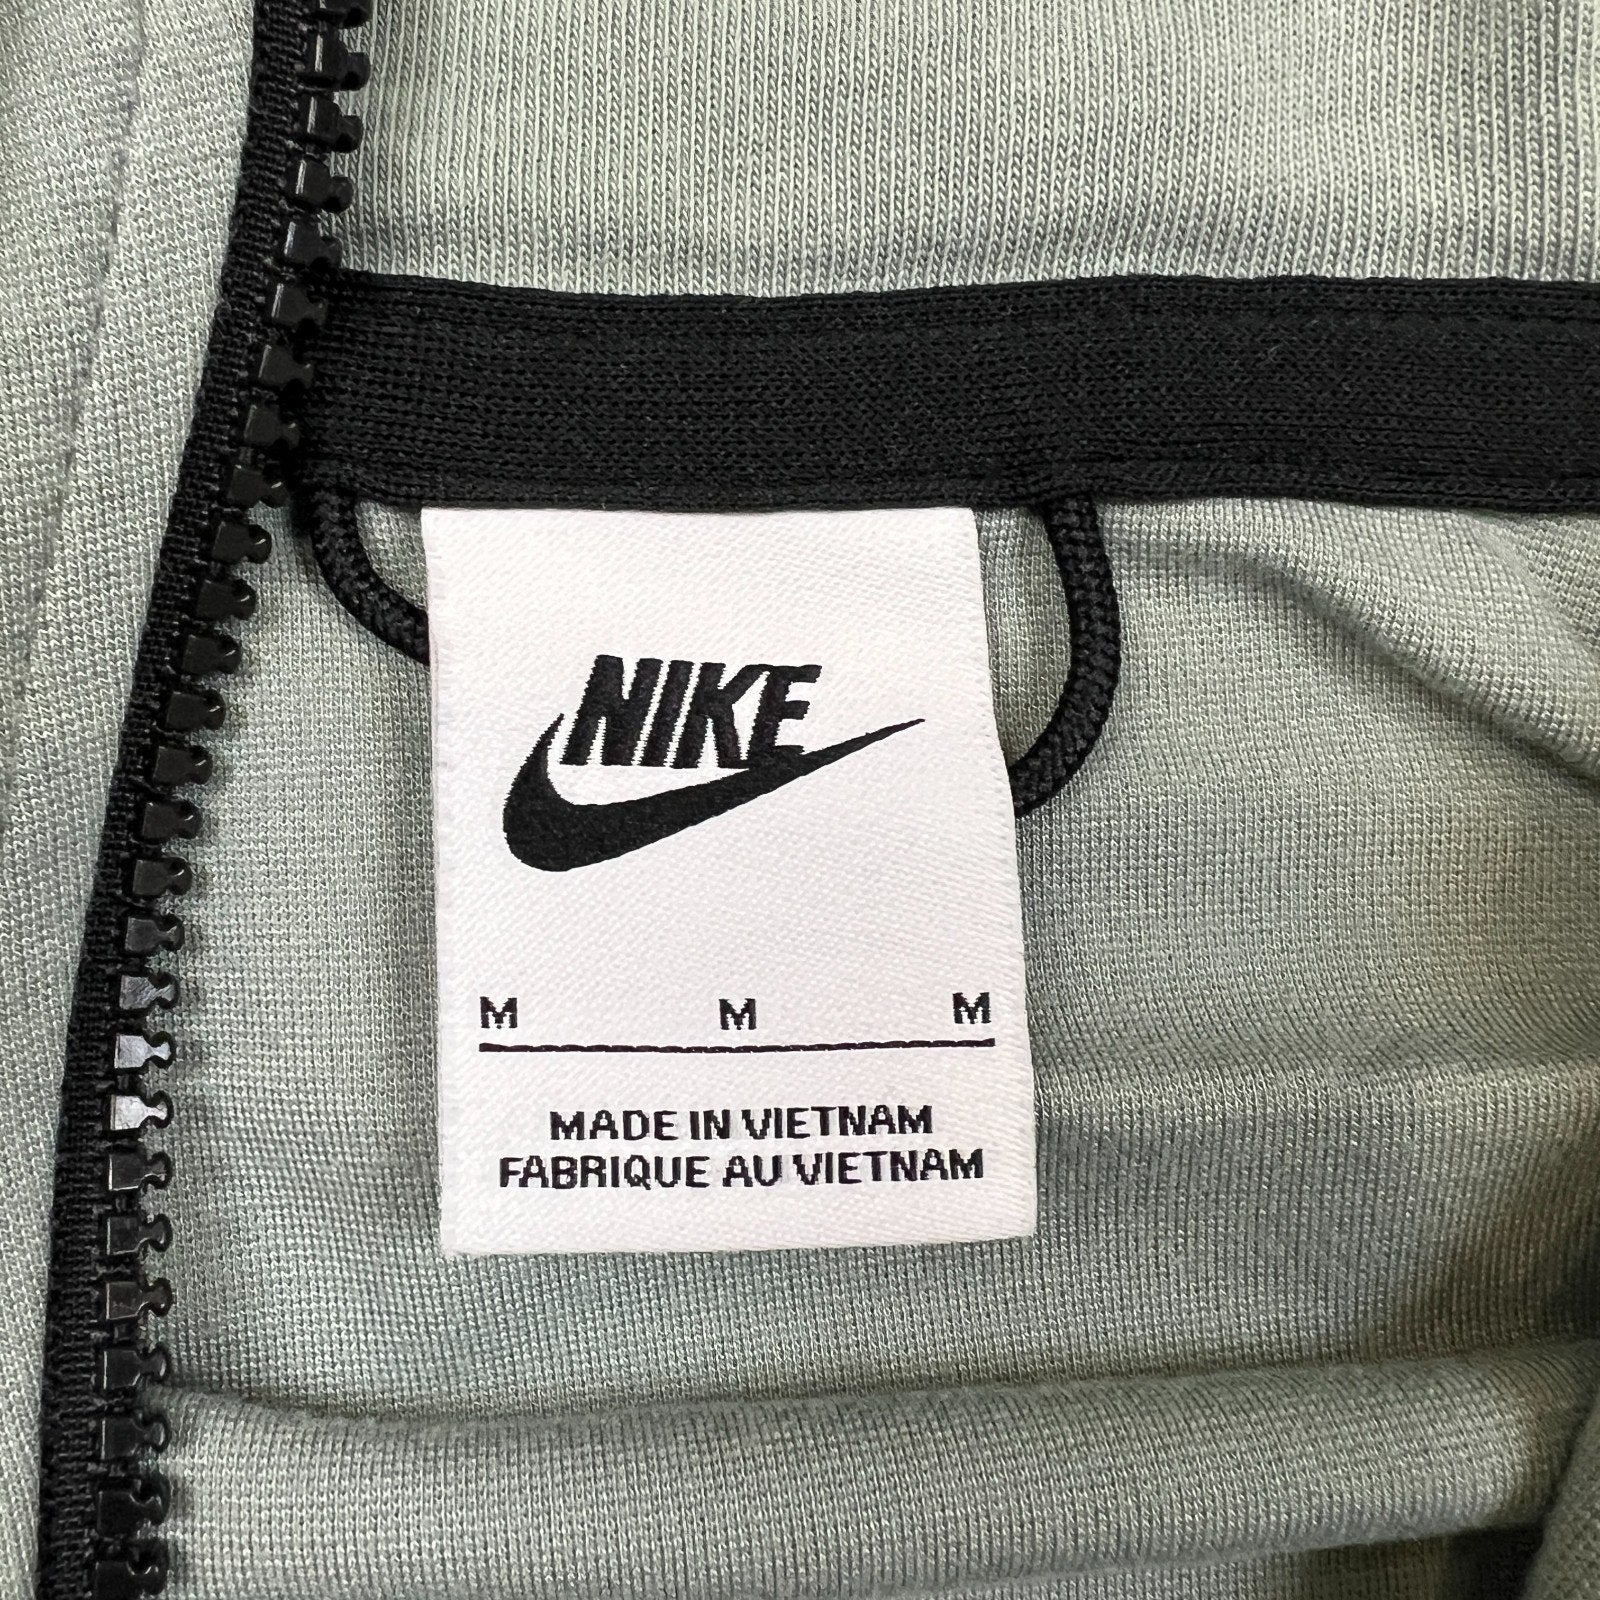 NIKE
M M M
MADE IN VIETNAM
FABRIQUE AU VIETNAM